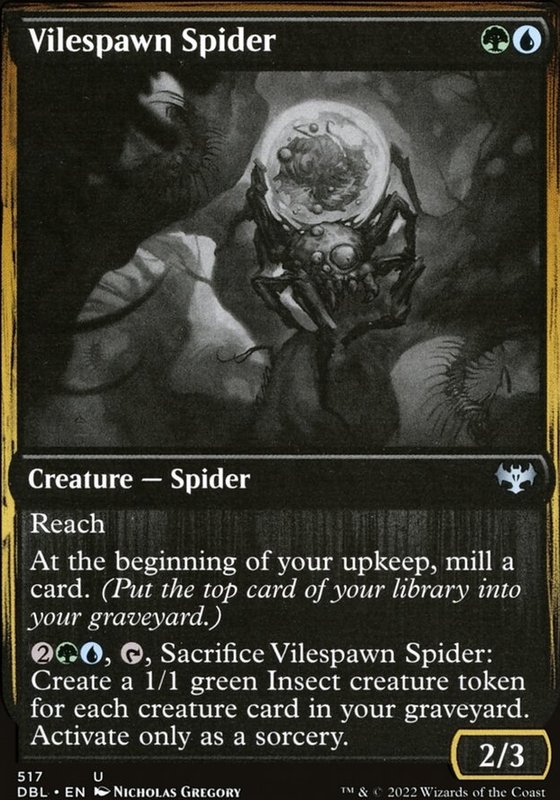 Vilespawn Spider
Creature — Spider
Reach
At the beginning of your upkeep, mill a
card. (Put the top card of your library into
your graveyard.)
2, , Sacrifice Vilespawn Spider:
Create a 1/1 green Insect creature token
for each creature card in your graveyard.
Activate only as a sorcery.
2/3
517 U
DBL • EN Nicholas Gregory
™ & © 2022 Wizards of the Coast